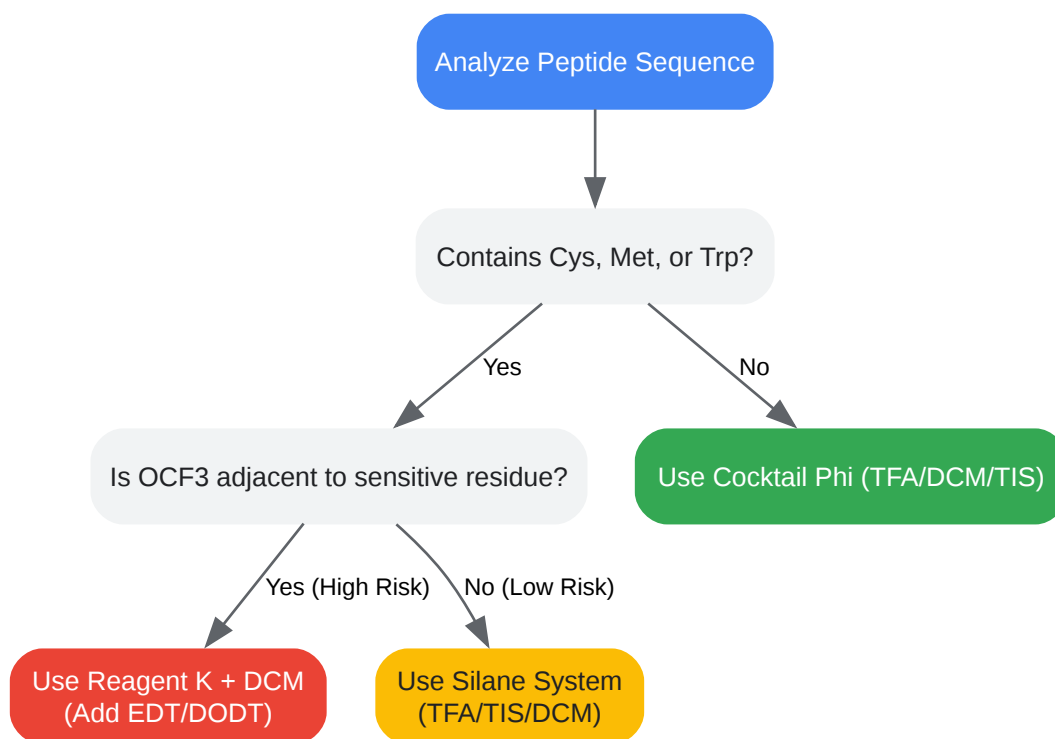 Analyze Peptide Sequence
Contains Cys, Met, or Trp?
Yes
No
Is OCF3 adjacent to sensitive residue?
Use Cocktail Phi (TFA/DCM/TIS)
Yes (High Risk)
No (Low Risk)
Use Reagent K + DCM
(Add EDT/DODT)
Use Silane System
(TFA/TIS/DCM)